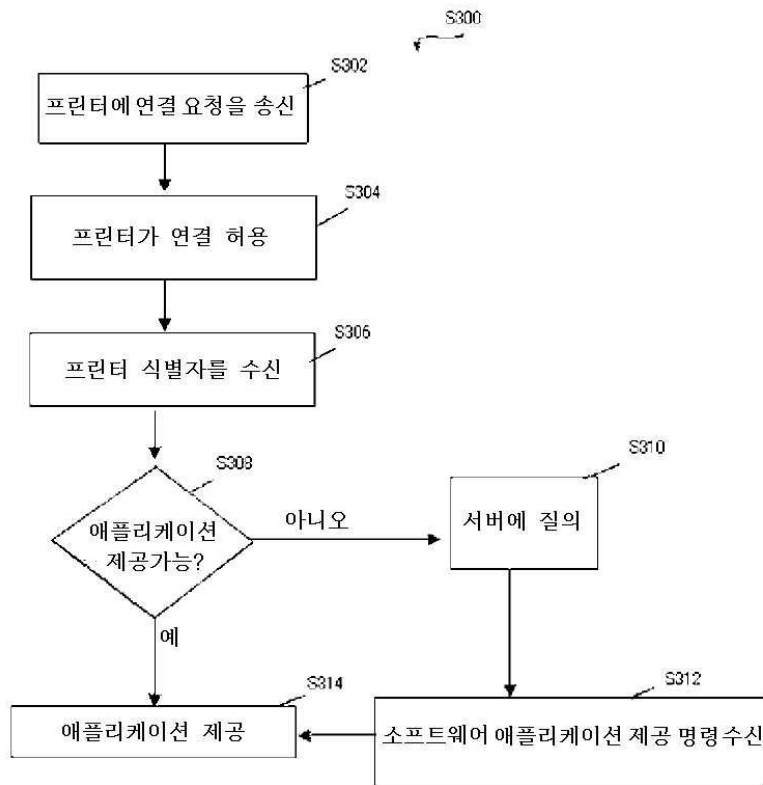 S300
S302
프린터에 연결 요청을 송신
S304
프린터가 연결 허용
S306
프린터 식별자를 수신
S308
애플리케이션
제공가능?
아니오
S310
서버에 질의
예
S312
소프트웨어 애플리케이션 제공 명령 수신
S314
애플리케이션 제공